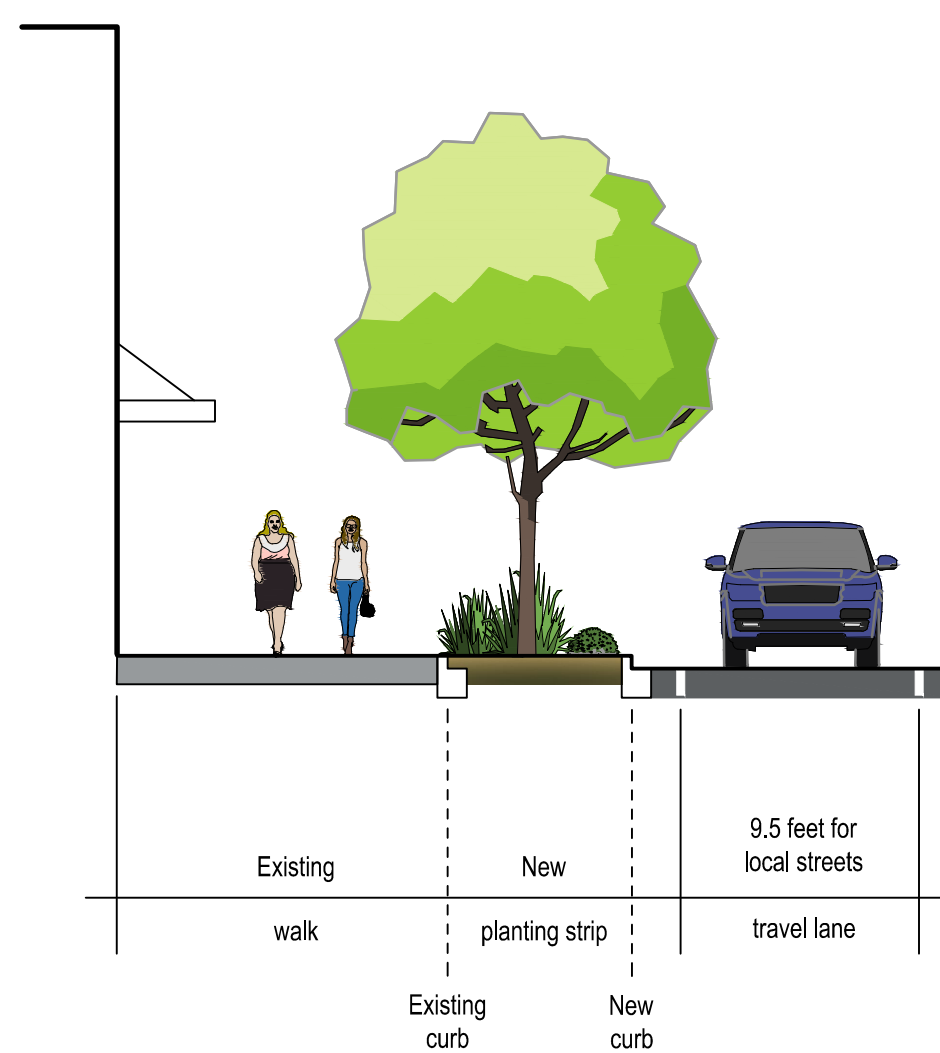 9.5 feet for
local streets
Existing
New
walk
planting strip
travel lane
Existing
curb
New
curb